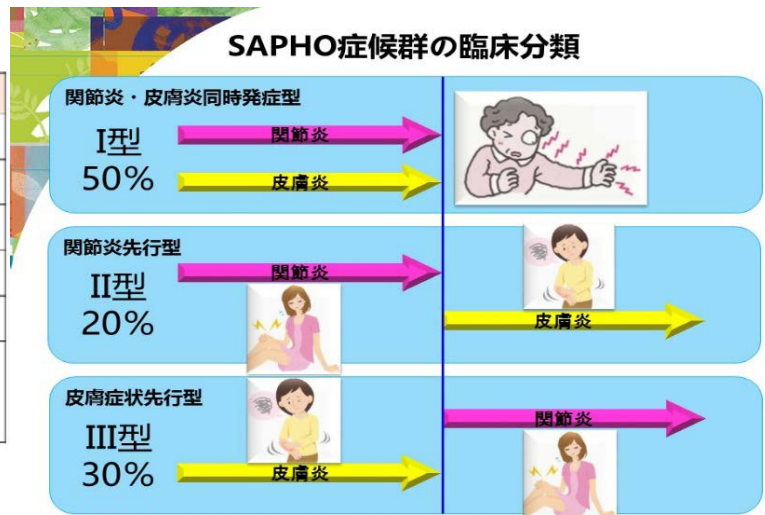 SAPHO症候群の臨床分類
関節炎・皮膚炎同時発症型
I型
50%
関節炎
皮膚炎
関節炎先行型
II型
20%
関節炎
皮膚炎
皮膚症状先行型
III型
30%
関節炎
皮膚炎